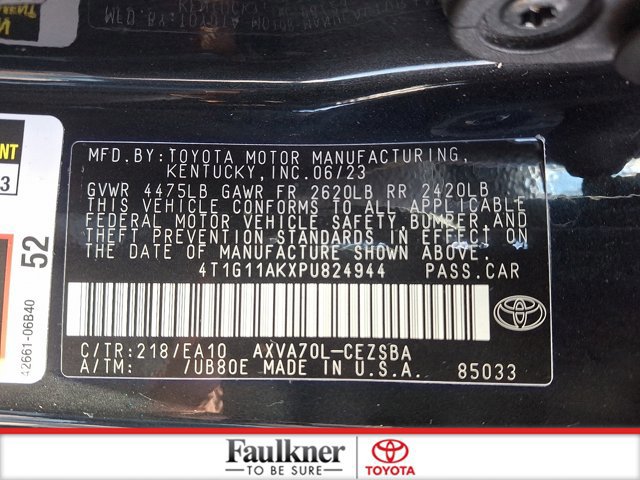 MFD.BY:TOYOTA MOTOR MANUFACTURING,
KENTUCKY,INC.06/23
GVWR 4475LB GAWR FR 2620LB RR 2420LB
THIS VEHICLE CONFORMS TO ALL APPLICABLE
FEDERAL MOTOR VEHICLE SAFETY,BUMPER,AND
THEFT PREVENTION STANDARDS IN EFFECT ON
THE DATE OF MANUFACTURE SHOWN ABOVE.
4T1G11AKXPU824944 PASS.CAR
C/TR:218/EA10 AXVA70L-CEZSBA
A/TM: /UB80E MADE IN U.S.A. 85033
52
42661-06B40
3
Faulkner
TO BE SURE
TOYOTA